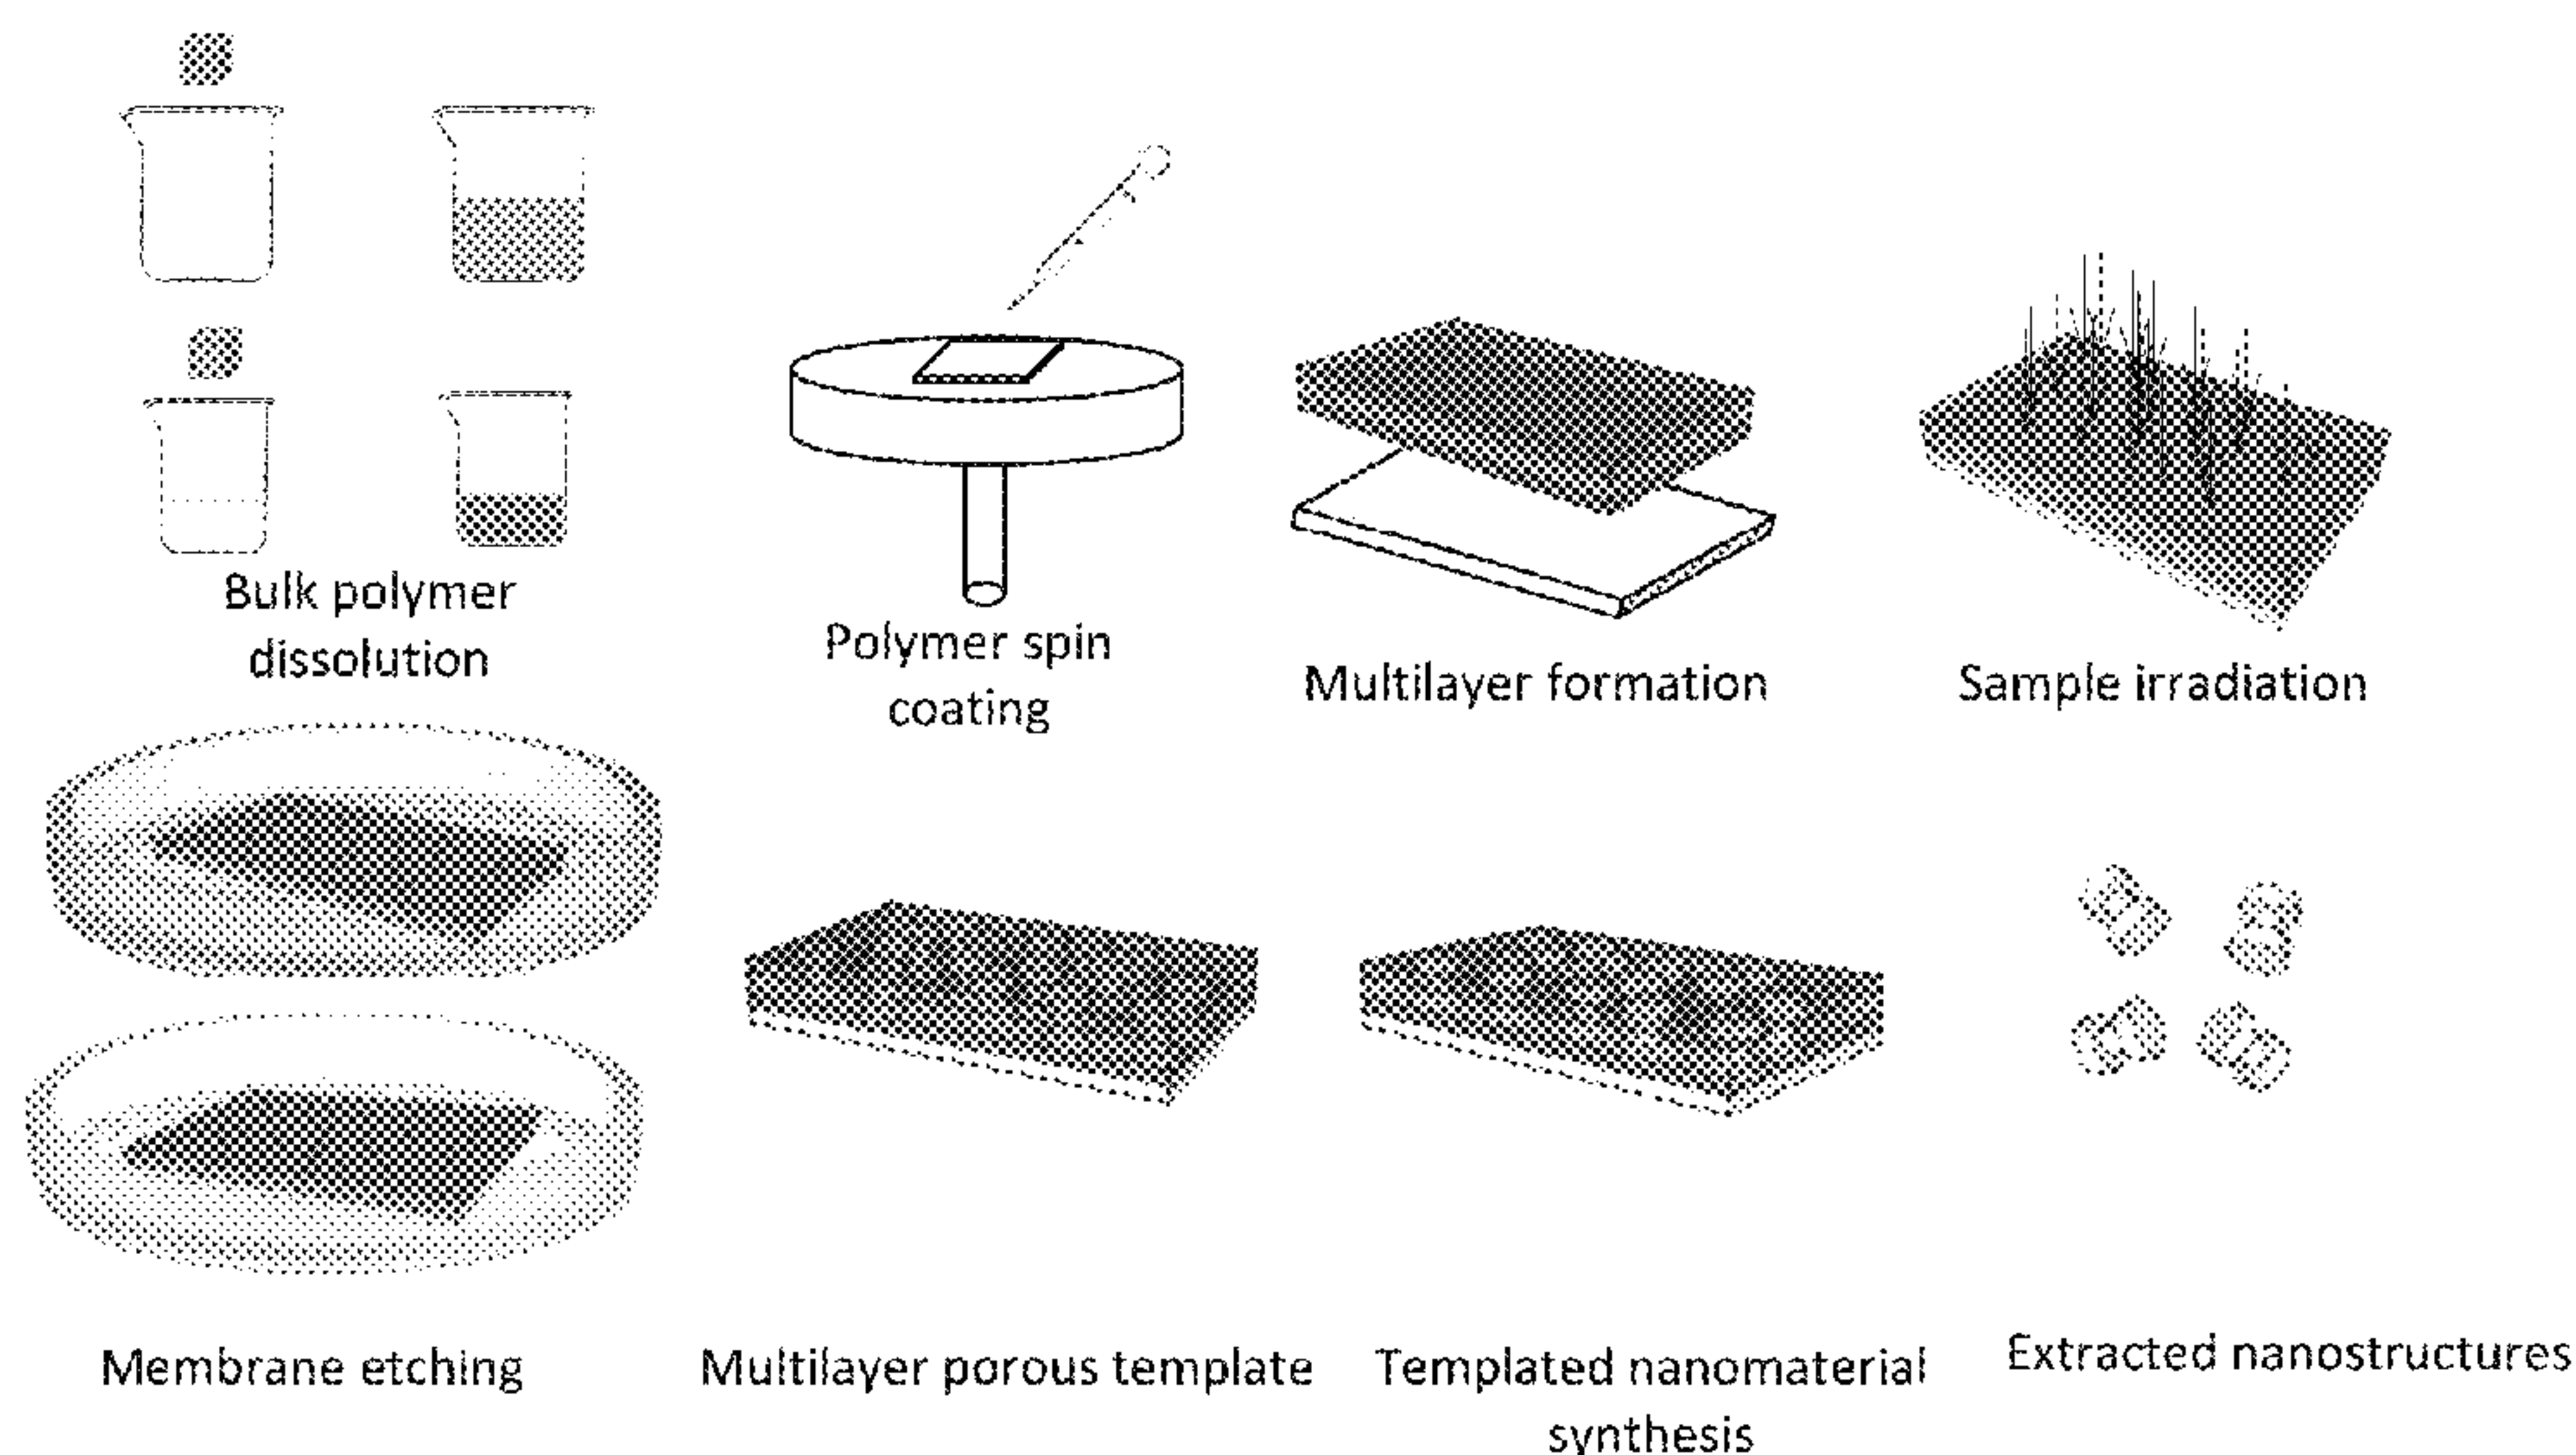 Bulk polymer
dissolution
Polymer spin
coating
Multilayer formation
Sample irradiation
Membrane etching
Multilayer porous template
Templated nanomaterial
synthesis
Extracted nanostructures